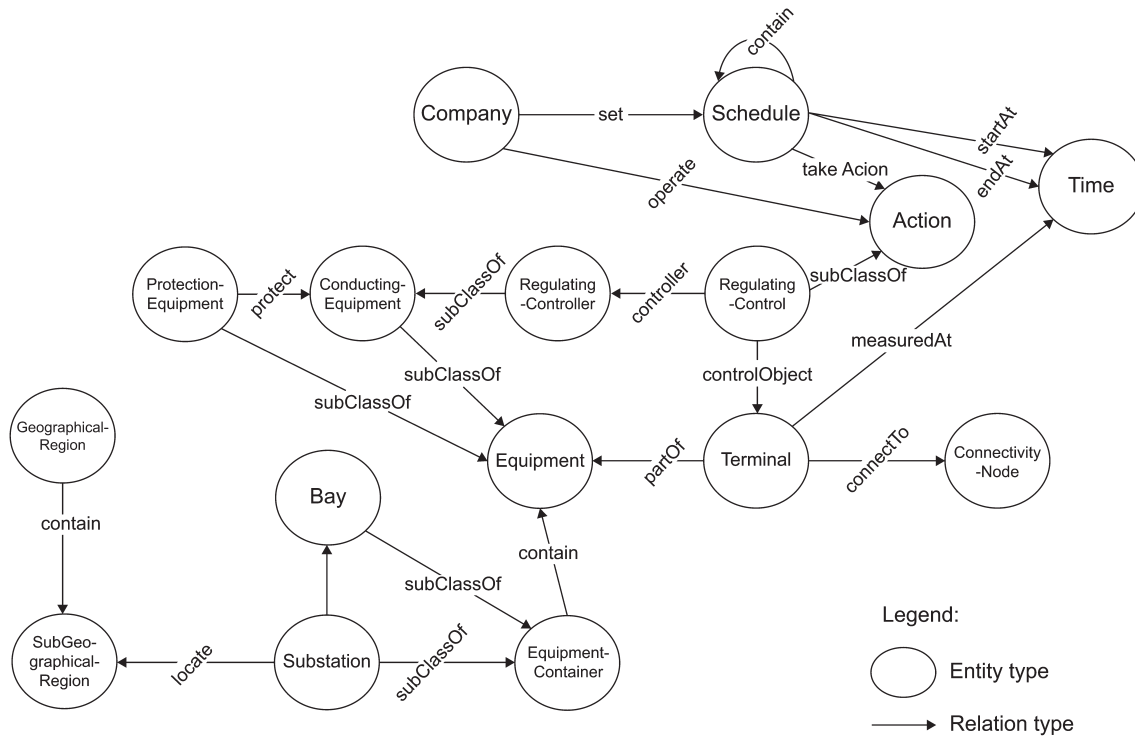 contain
Company
set
Schedule
startAt
endAt
Time
take Acion
operate
Action
Protection-
Equipment
protect
Conducting-
Equipment
subClassOf
Regulating
-Controller
controller
Regulating
-Control
subClassOf
measuredAt
subClassOf
controlObject
subClassOf
Geographical-
Region
Equipment
partOf
Terminal
connectTo
Connectivity
-Node
Bay
contain
contain
subClassOf
SubGeo-
graphical-
Region
locate
Substation
subClassOf
Equipment-
Container
Legend:
Entity type
Relation type